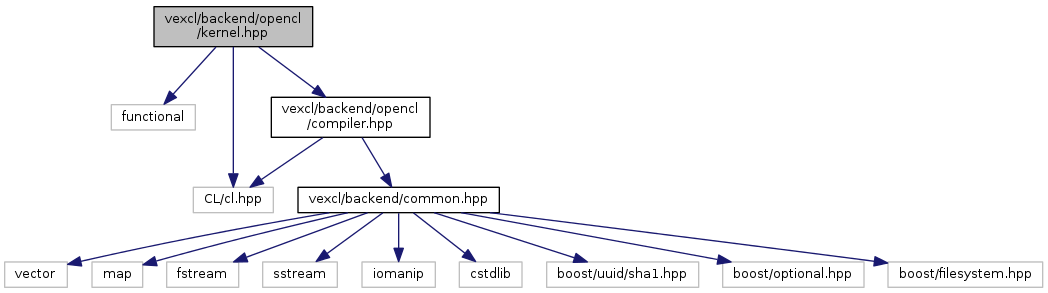 vexcl/backend/opencl
/kernel.hpp
functional
vexcl/backend/opencl
/compiler.hpp
CL/cl.hpp
vexcl/backend/common.hpp
vector
map
fstream
sstream
iomanip
cstdlib
boost/uuid/sha1.hpp
boost/optional.hpp
boost/filesystem.hpp